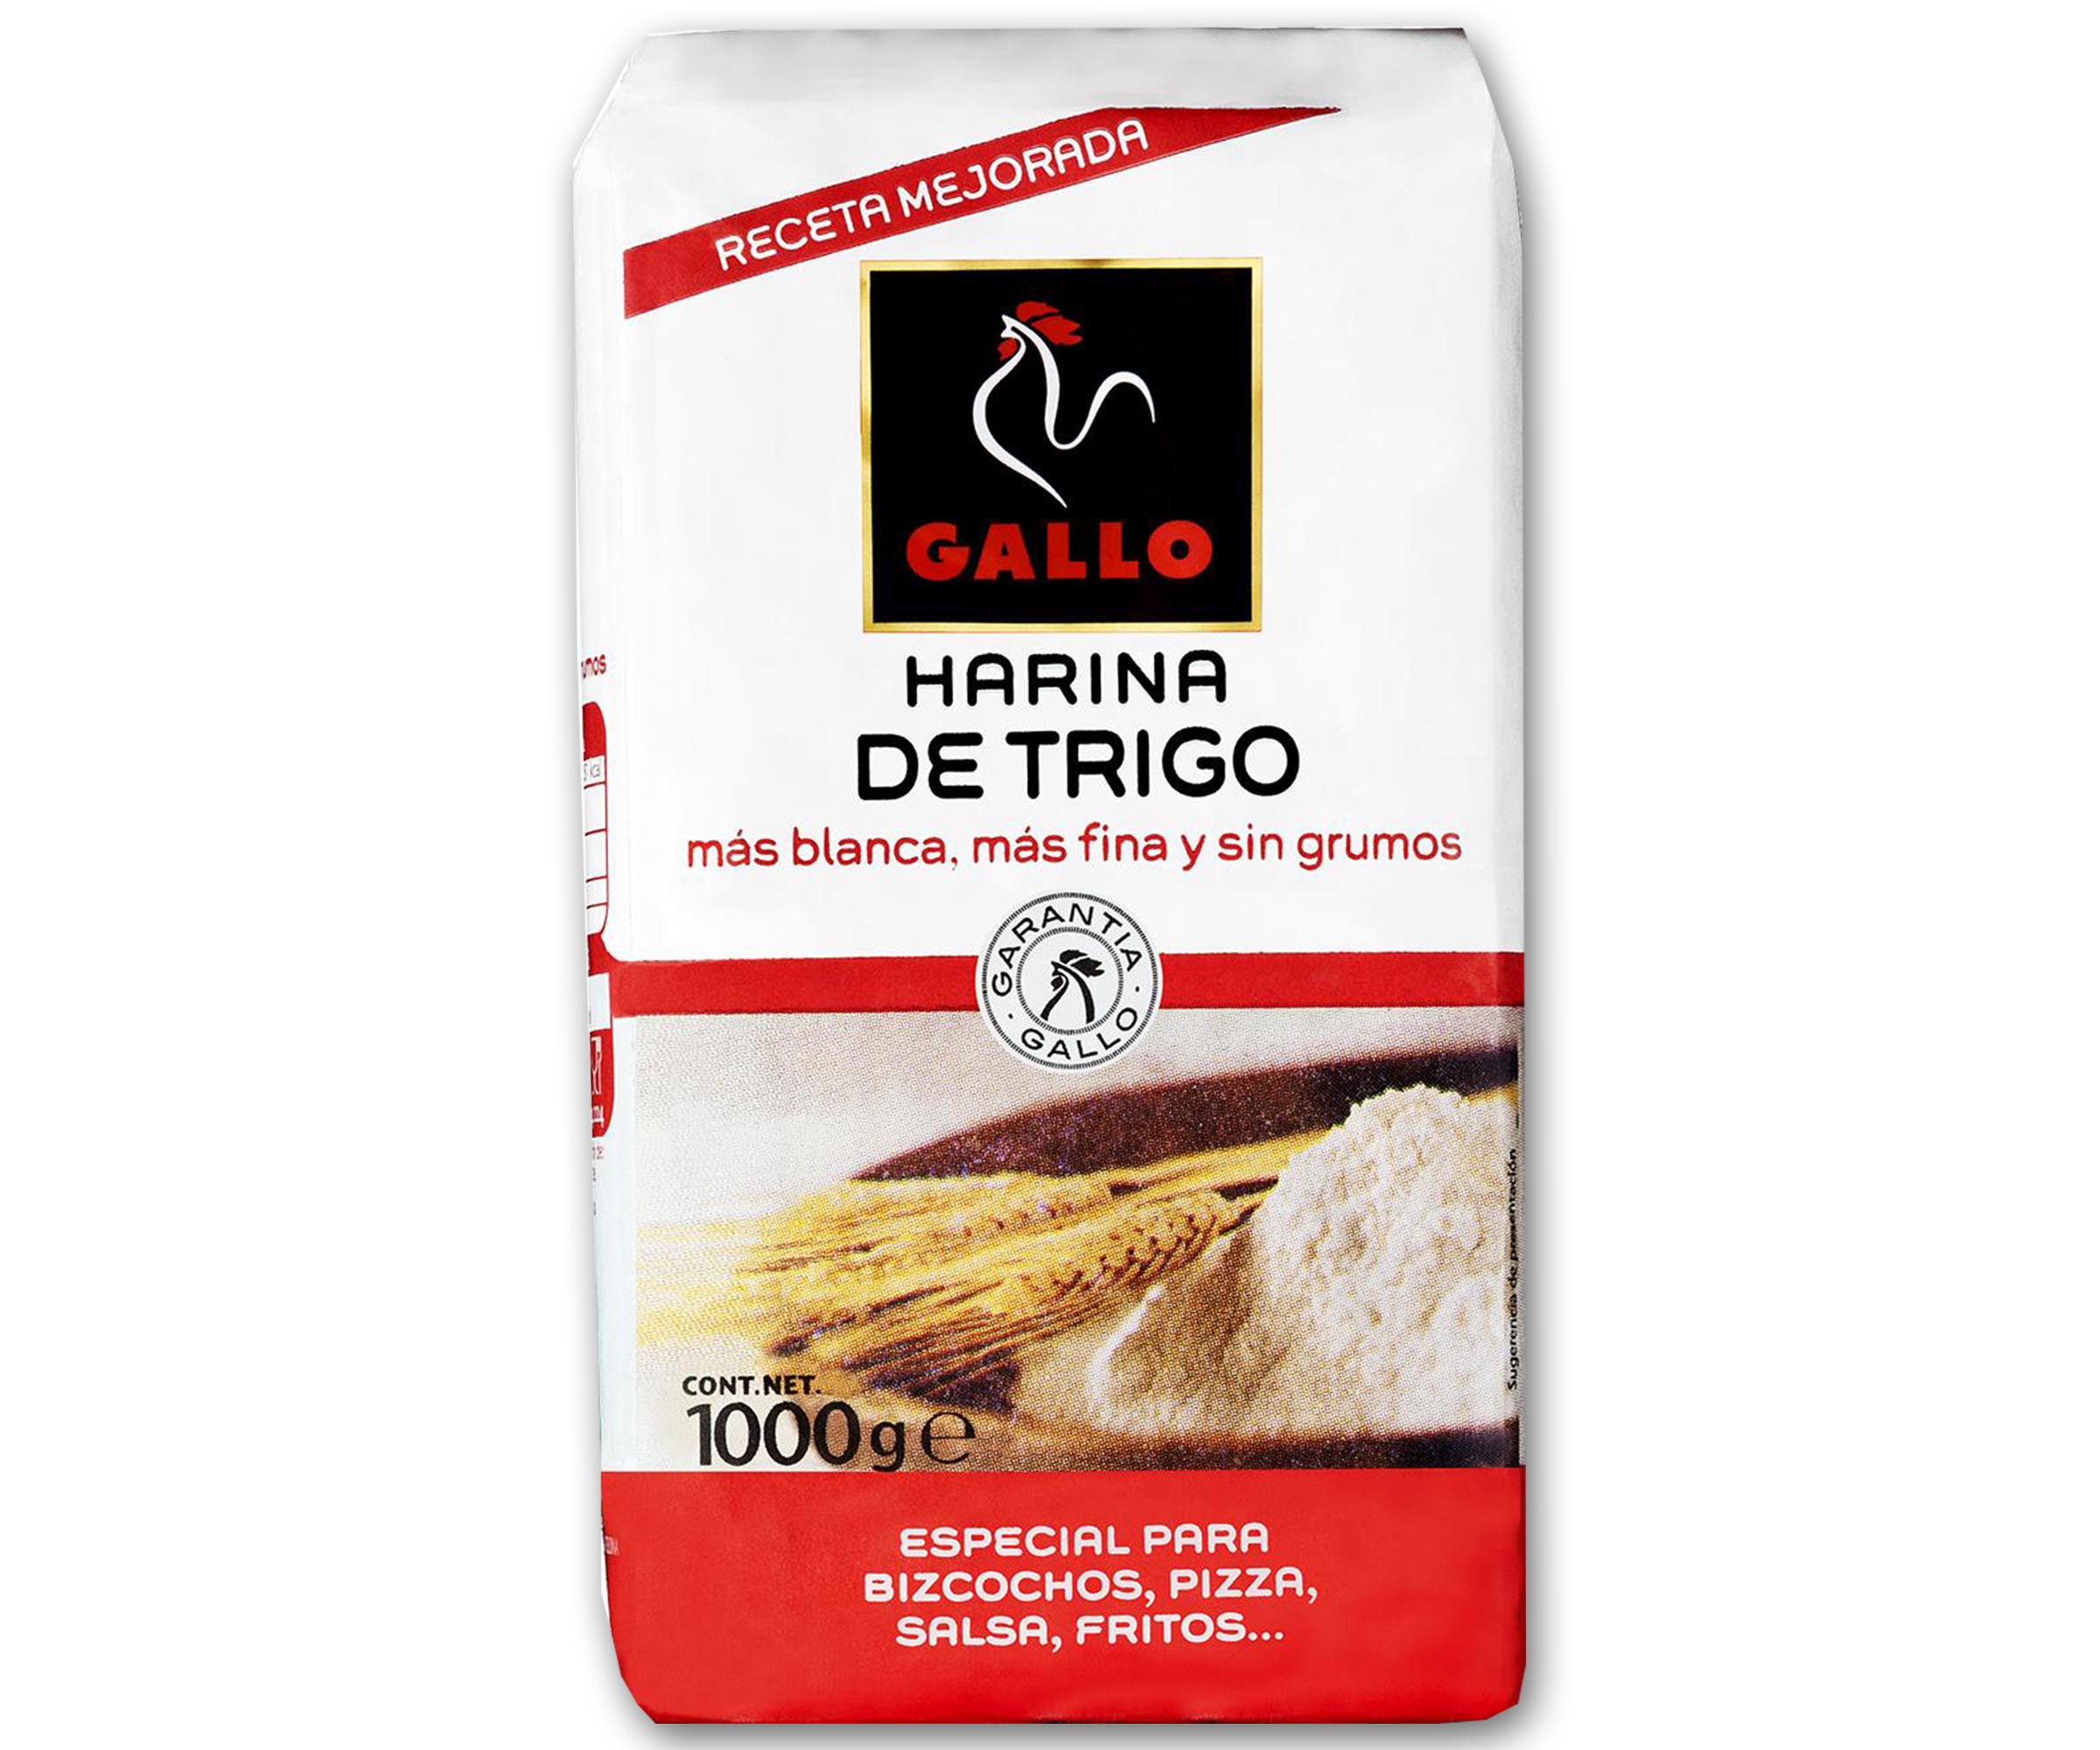 RECETA MEJORADA
GALLO
HARINA
DE TRIGO
más blanca, más fina y sin grumos
GARANTIA
· GALLO ·
CONT.NET.
1000g e
Sugerencia de presentación
ESPECIAL PARA
BIZCOCHOS, PIZZA,
SALSA, FRITOS...
kcal